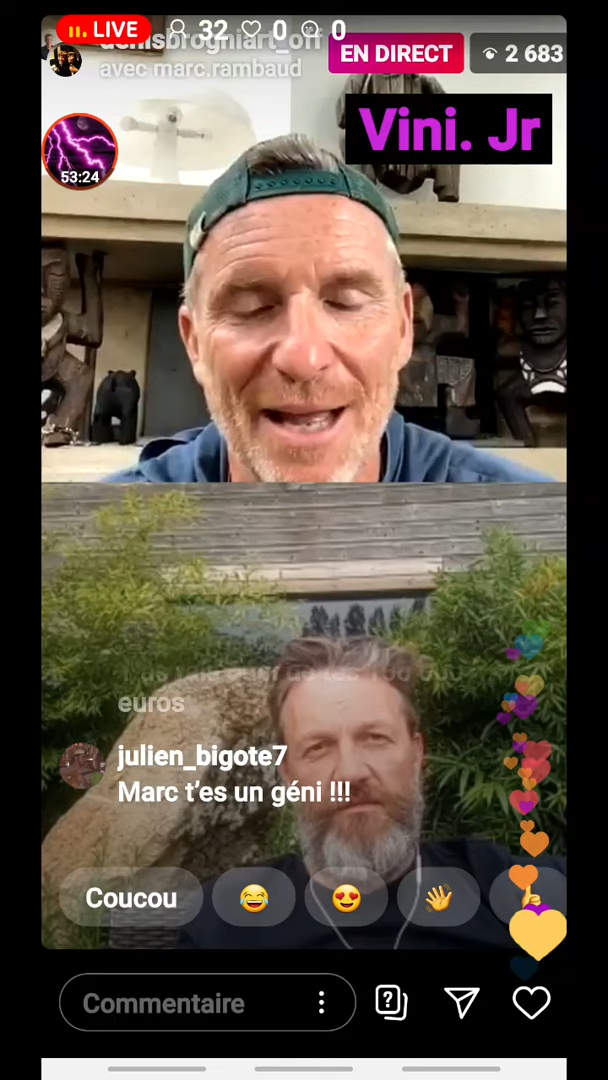 LIVE 32 0 0
denisbrogniart_off
avec marc.rambaud
EN DIRECT
2 683
Vini. Jr
53:24
euros
julien_bigote7
Marc t'es un géni !!!
Coucou
Commentaire